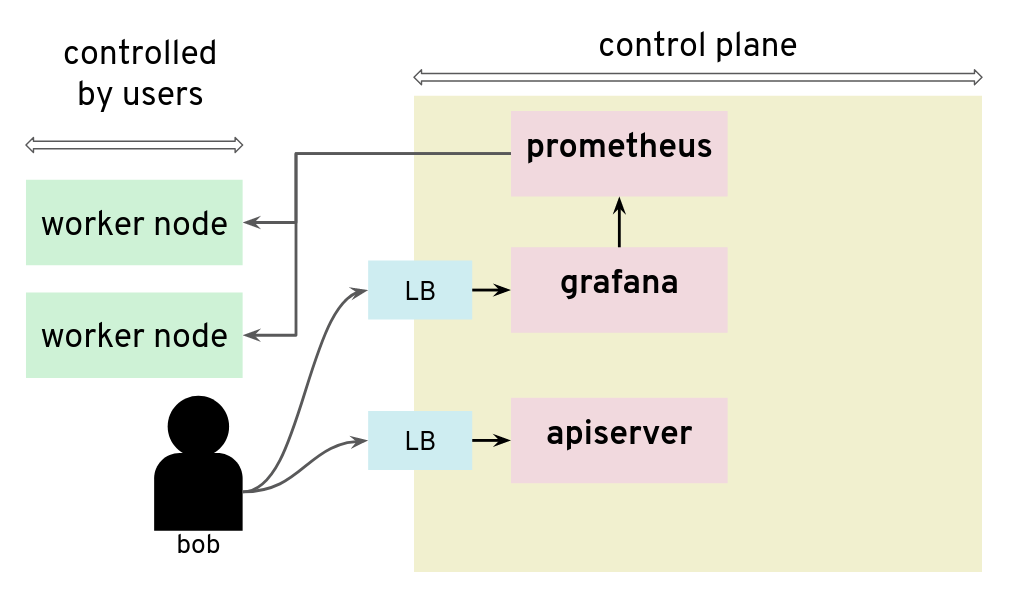 controlled
by users
control plane
prometheus
worker node
grafana
LB
worker node
apiserver
LB
bob